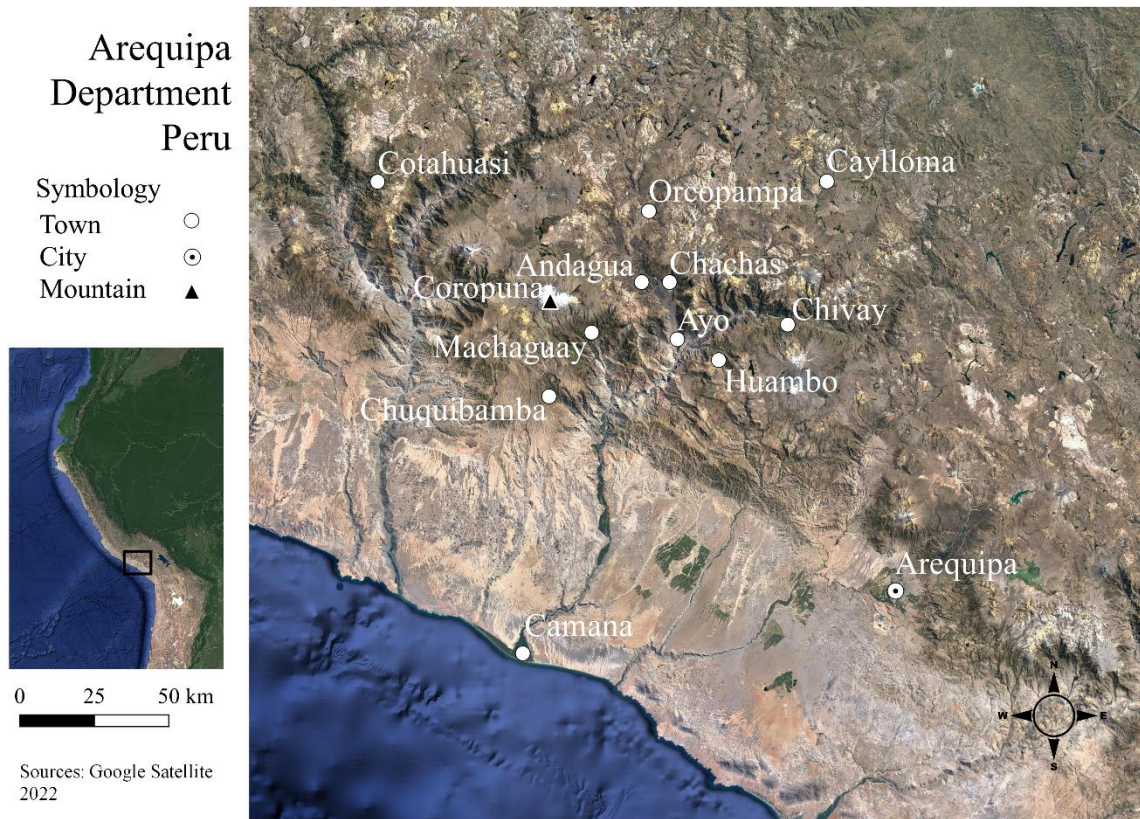 Arequipa
Department
Peru
Symbology
Town
City
Mountain
0 25 50 km
Sources: Google Satellite
2022
Cotahuasi
Caylloma
Orcopampa
Andagua
Chachas
Coropuna
Chivay
Ayo
Machaguay
Huambo
Chuquibamba
Arequipa
Camana
N
W
E
S